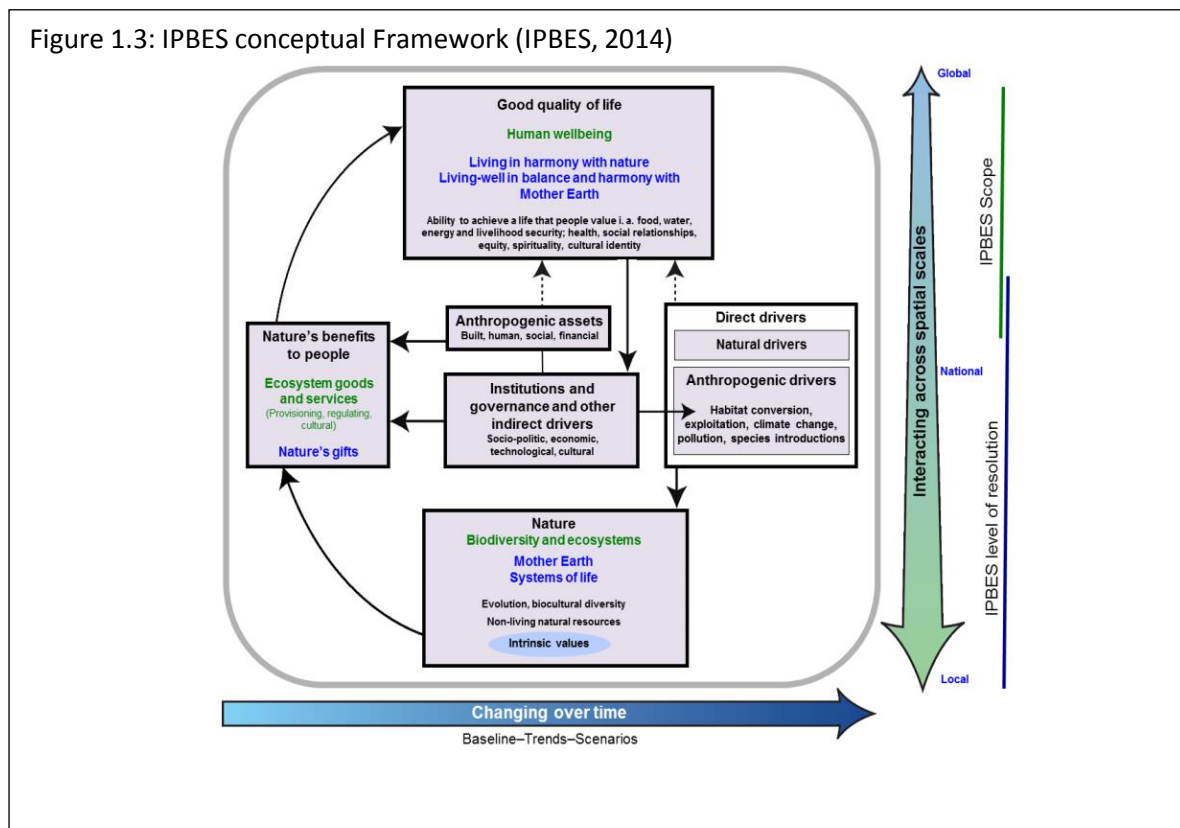 Figure 1.3: IPBES conceptual Framework (IPBES, 2014)
Good quality of life
Human wellbeing
Living in harmony with nature
Living-well in balance and harmony with
Mother Earth
Ability to achieve a life that people value i. a. food, water,
energy and livelihood security; health, social relationships,
equity, spirituality, cultural identity
Nature's benefits
to people
Ecosystem goods
and services
(Provisioning, regulating,
cultural)
Nature's gifts
Anthropogenic assets
Built, human, social, financial
Institutions and
governance and other
indirect drivers
Socio-politic, economic,
technological, cultural
Direct drivers
Natural drivers
Anthropogenic drivers
Habitat conversion,
exploitation, climate change,
pollution, species introductions
Nature
Biodiversity and ecosystems
Mother Earth
Systems of life
Evolution, biocultural diversity
Non-living natural resources
Intrinsic values
Changing over time
Baseline–Trends–Scenarios
Global
National
Local
Interacting across spatial scales
IPBES Scope
IPBES level of resolution